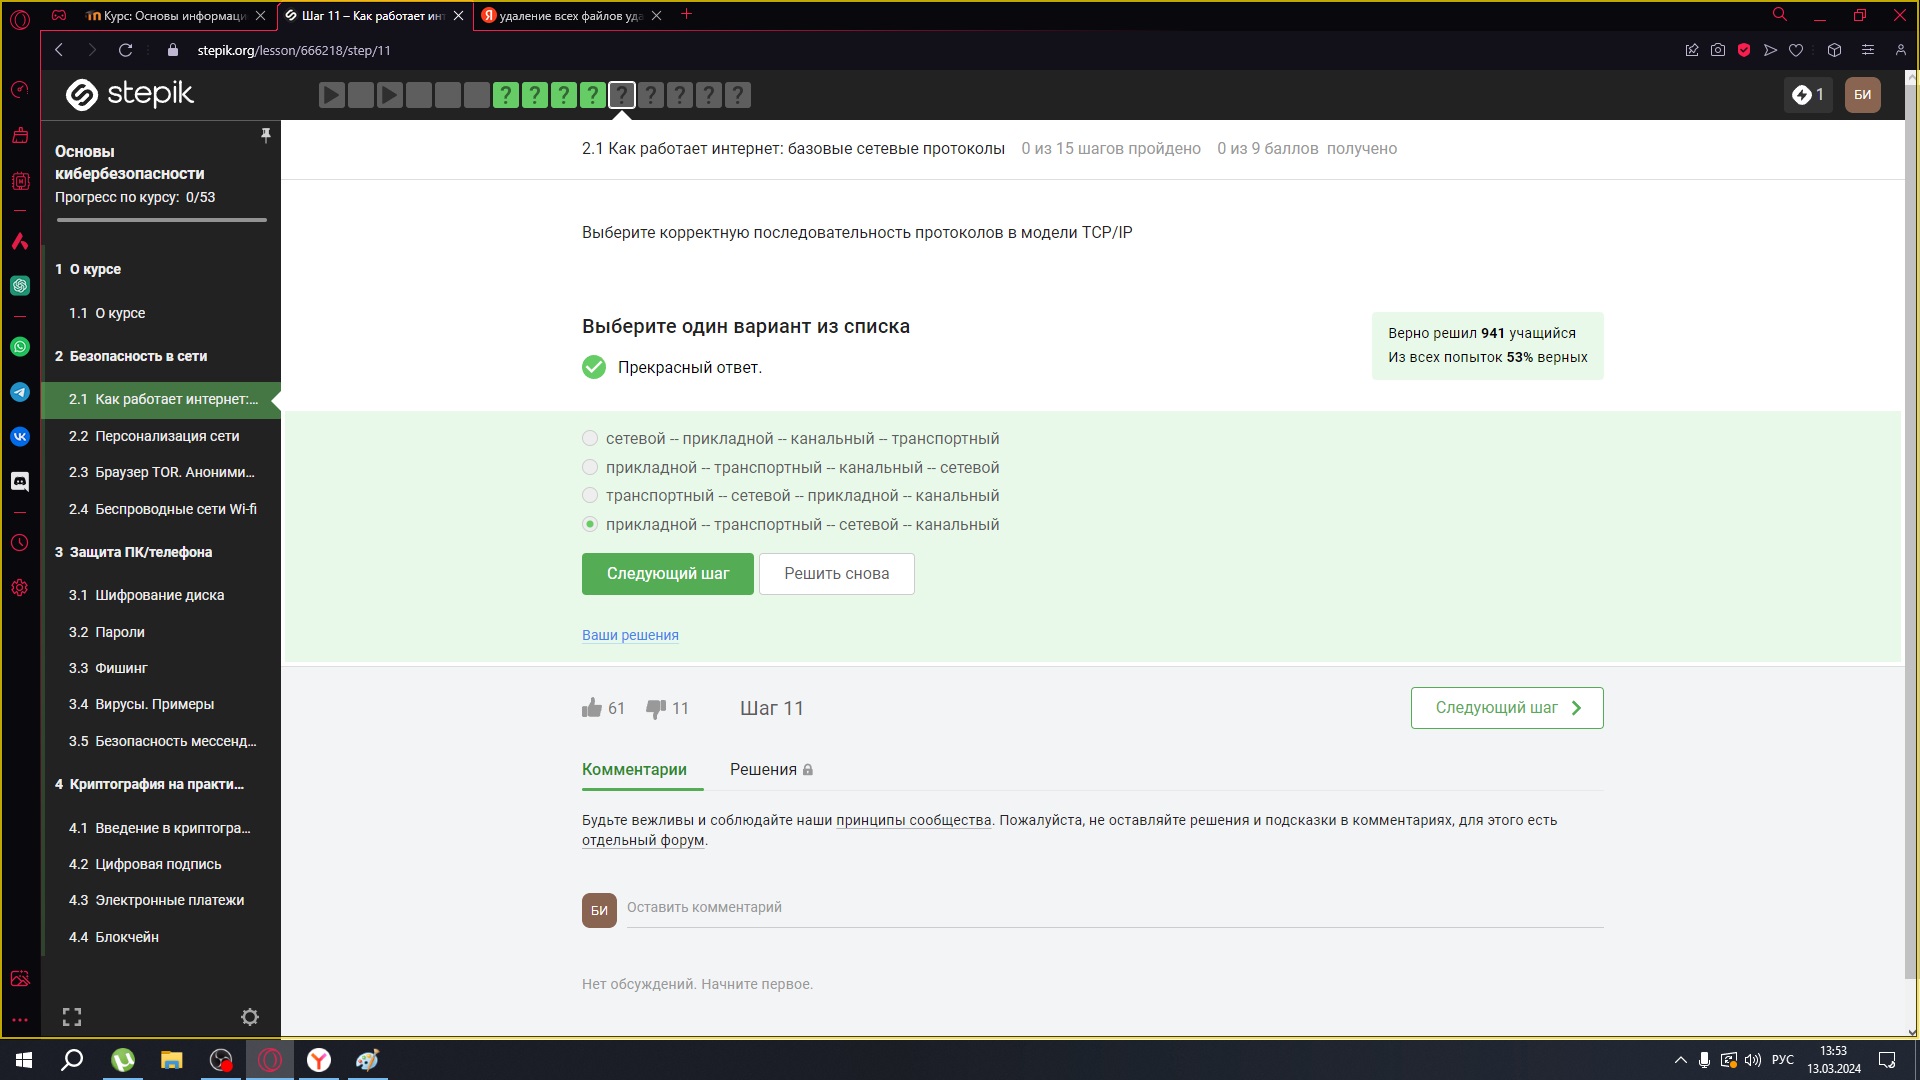 Курс: Основы информаци
Шаг 11 – Как работает инт
удаление всех файлов уда
stepik.org/lesson/666218/step/11
stepik
1
БИ
Основы
кибербезопасности
Прогресс по курсу: 0/53
1 О курсе
1.1 О курсе
2 Безопасность в сети
2.1 Как работает интернет:...
2.2 Персонализация сети
2.3 Браузер TOR. Аноними...
2.4 Беспроводные сети Wi-fi
3 Защита ПК/телефона
3.1 Шифрование диска
3.2 Пароли
3.3 Фишинг
3.4 Вирусы. Примеры
3.5 Безопасность мессенд...
4 Криптография на практи...
4.1 Введение в криптогра...
4.2 Цифровая подпись
4.3 Электронные платежи
4.4 Блокчейн
2.1 Как работает интернет: базовые сетевые протоколы 0 из 15 шагов пройдено 0 из 9 баллов получено
Выберите корректную последовательность протоколов в модели TCP/IP
Выберите один вариант из списка
Прекрасный ответ.
Верно решил 941 учащийся
Из всех попыток 53% верных
сетевой -- прикладной -- канальный -- транспортный
прикладной -- транспортный -- канальный -- сетевой
транспортный -- сетевой -- прикладной -- канальный
прикладной -- транспортный -- сетевой -- канальный
Следующий шаг
Решить снова
Ваши решения
61
11
Шаг 11
Следующий шаг
Комментарии
Решения
Будьте вежливы и соблюдайте наши принципы сообщества. Пожалуйста, не оставляйте решения и подсказки в комментариях, для этого есть
отдельный форум.
БИ
Оставить комментарий
Нет обсуждений. Начните первое.
РУС
13:53
13.03.2024